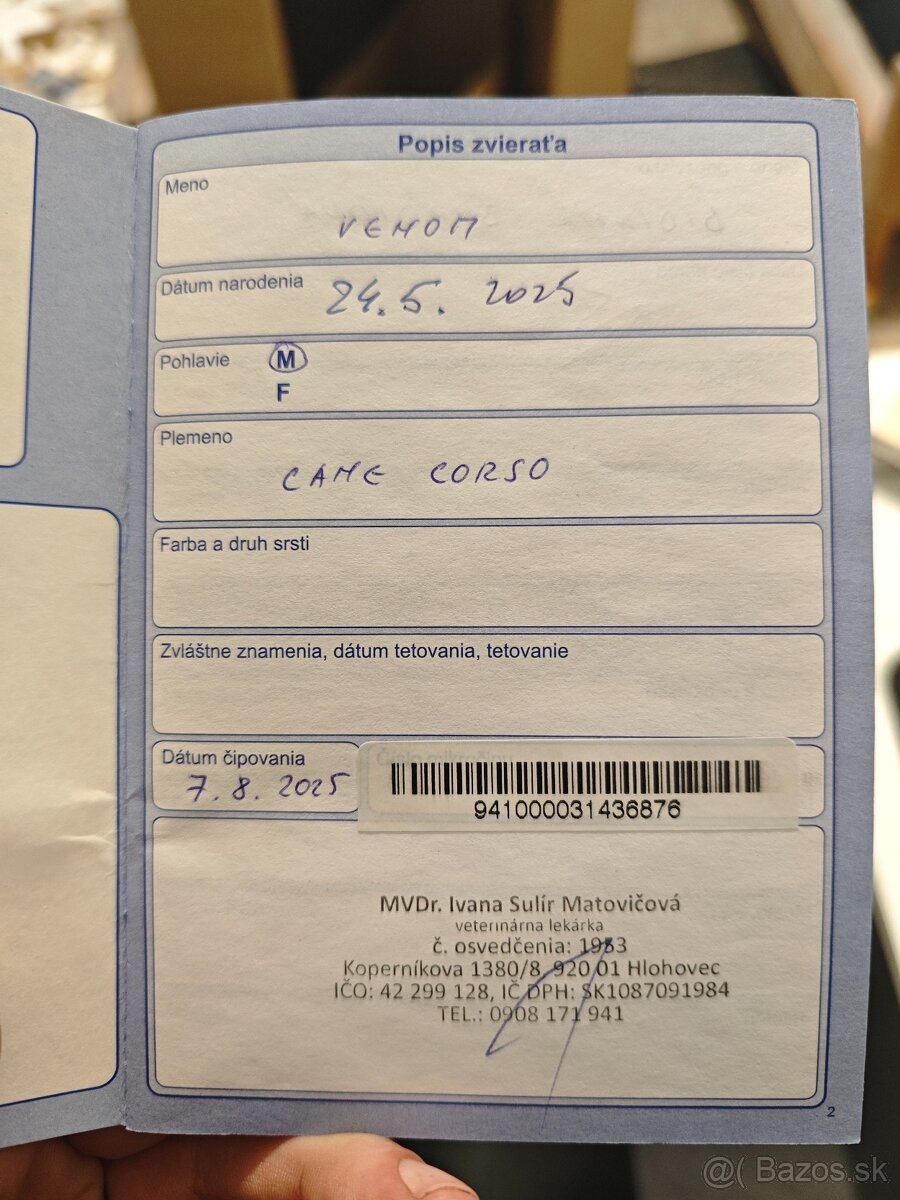 Popis zvieraťa
Meno
VENOM
Dátum narodenia
24.5. 2025
Pohlavie M
F
Plemeno
CANE CORSO
Farba a druh srsti
Zvláštne znamenia, dátum tetovania, tetovanie
Dátum čipovania
7.8.2025
941000031436876
MVDr. Ivana Sulír Matovičová
veterinárna lekárka
č. osvedčenia: 1953
Koperníkova 1380/8, 920 01 Hlohovec
IČO: 42 299 128, IČ DPH: SK1087091984
TEL.: 0908 171 941
2
@( Bazos.sk